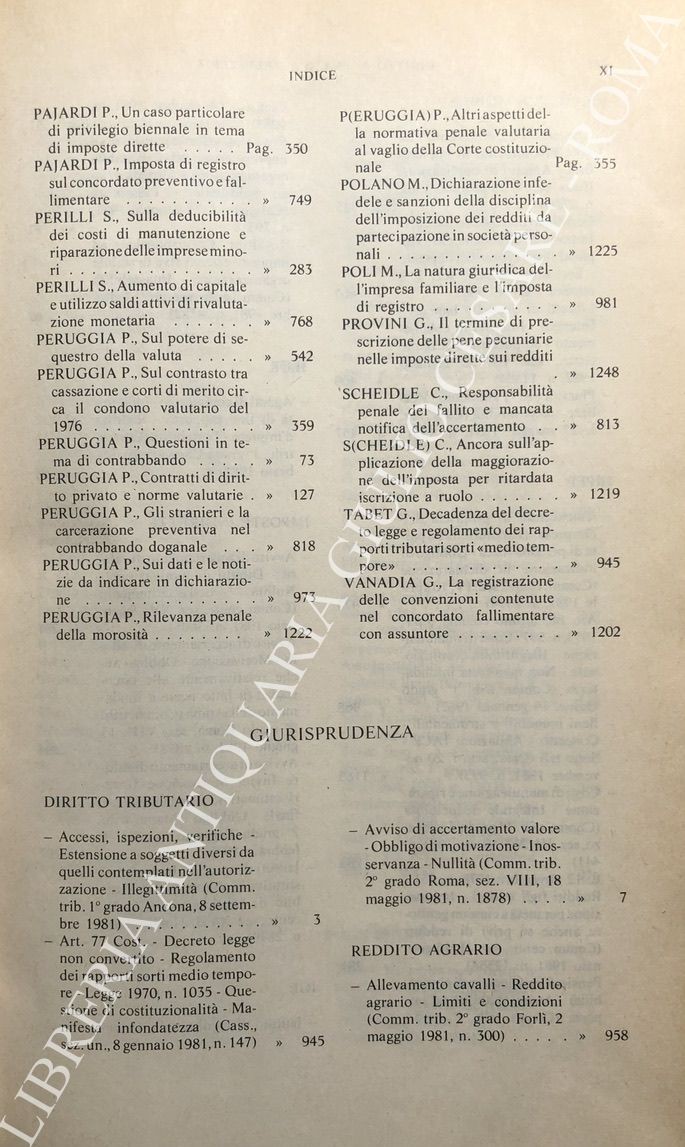 INDICE
XI
PAJARDI P., Un caso particolare
di privilegio biennale in tema
di imposte dirette . . . . . Pag. 350
PAJARDI P., Imposta di registro
sul concordato preventivo e fal-
limentare . . . . . . . . . . . » 749
PERILLI S., Sulla deducibilità
dei costi di manutenzione e
riparazione delle imprese mino-
ri . . . . . . . . . . . . . . . . » 283
PERILLI S., Aumento di capitale
e utilizzo saldi attivi di rivaluta-
zione monetaria . . . . . . . » 768
PERUGGIA P., Sul potere di se-
questro della valuta . . . . . » 542
PERUGGIA P., Sul contrasto tra
cassazione e corti di merito cir-
ca il condono valutario del
1976 . . . . . . . . . . . . . . » 359
PERUGGIA P., Questioni in te-
ma di contrabbando . . . . . » 73
PERUGGIA P., Contratti di dirit-
to privato e norme valutarie . » 127
PERUGGIA P., Gli stranieri e la
carcerazione preventiva nel
contrabbando doganale . . . » 818
PERUGGIA P., Sui dati e le noti-
zie da indicare in dichiarazio-
ne . . . . . . . . . . . . . . . » 973
PERUGGIA P., Rilevanza penale
della morosità . . . . . . . . » 1222
P(ERUGGIA) P., Altri aspetti del-
la normativa penale valutaria
al vaglio della Corte costituzio-
nale Pag. 355
POLANO M., Dichiarazione infe-
dele e sanzioni della disciplina
dell'imposizione dei redditi da
partecipazione in società perso-
nali . . . . . . . . . . . . . . . » 1225
POLI M., La natura giuridica del-
l'impresa familiare e l'imposta
di registro . . . . . . . . . . . » 981
PROVINI G., Il termine di pre-
scrizione delle pene pecuniarie
nelle imposte dirette sui redditi
. » 1248
SCHEIDLE C., Responsabilità
penale del fallito e mancata
notifica dell'accertamento . . » 813
S(CHEIDLE) C., Ancora sull'ap-
plicazione della maggiorazio-
ne dell'imposta per ritardata
iscrizione a ruolo . . . . . . . » 1219
TABET G., Decadenza del decre-
to legge e regolamento dei rap-
porti tributari sorti «medio tem-
pore» . . . . . . . . . . . . . » 945
VANADIA G., La registrazione
delle convenzioni contenute
nel concordato fallimentare
con assuntore . . . . . . . . . » 1202
GIURISPRUDENZA
DIRITTO TRIBUTARIO
– Accessi, ispezioni, verifiche -
Estensione a soggetti diversi da
quelli contemplati nell'autoriz-
zazione - Illegittimità (Comm.
trib. 1° grado Ancona, 8 settem-
bre 1981) . . . . . . . . . . . » 3
– Art. 77 Cost. - Decreto legge
non convertito - Regolamento
dei rapporti sorti medio tempo-
re - Legge 1970, n. 1035 - Que-
stione di costituzionalità - Ma-
nifesta infondatezza (Cass.,
sez. un., 8 gennaio 1981, n. 147) » 945
– Avviso di accertamento valore
- Obbligo di motivazione - Inos-
servanza - Nullità (Comm. trib.
2° grado Roma, sez. VIII, 18
maggio 1981, n. 1878) . . . . » 7
REDDITO AGRARIO
– Allevamento cavalli - Reddito
agrario - Limiti e condizioni
(Comm. trib. 2° grado Forlì, 2
maggio 1981, n. 300) . . . . . » 958
LIBRERIA ANTIQUARIA GIULIO CESARE - ROMA